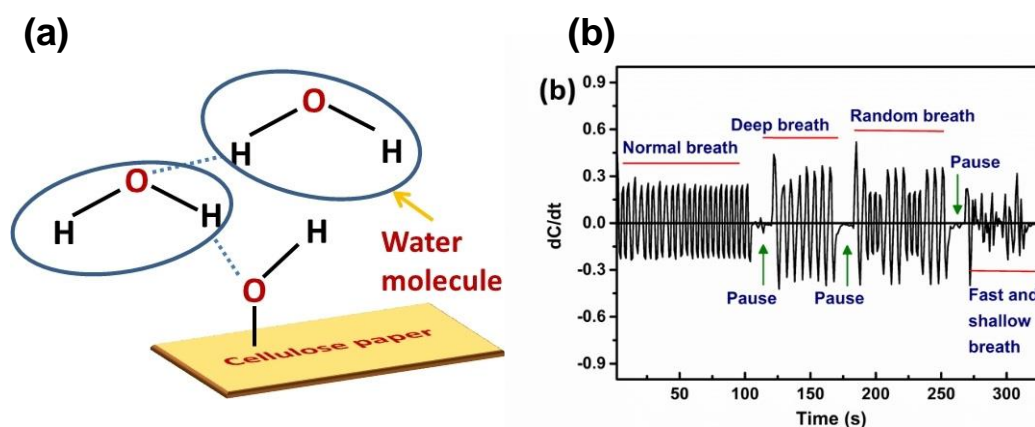 (a)
O
H
H
O
H
H
H
O
Water
molecule
Cellulose paper
(b)
(b)
0.9
0.6
0.3
0.0
-0.3
-0.6
-0.9
dC/dt
Normal breath
Deep breath
Random breath
Pause
Pause
Pause
Fast and
shallow
breath
50
100
150
200
250
300
Time (s)